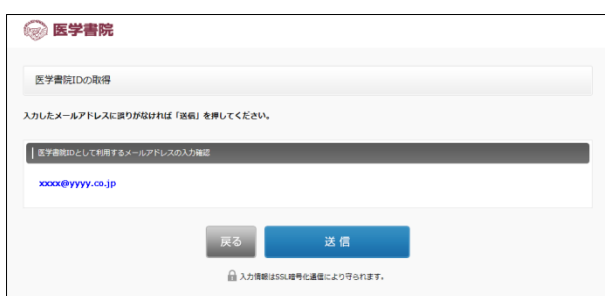 医学書院
医学書院IDの取得
入力したメールアドレスに誤りがなければ「送信」を押してください。
医学書院IDとして利用するメールアドレスの入力確認
xxxx@yyyy.co.jp
戻る
送 信
入力情報はSSL暗号化通信により守られます。